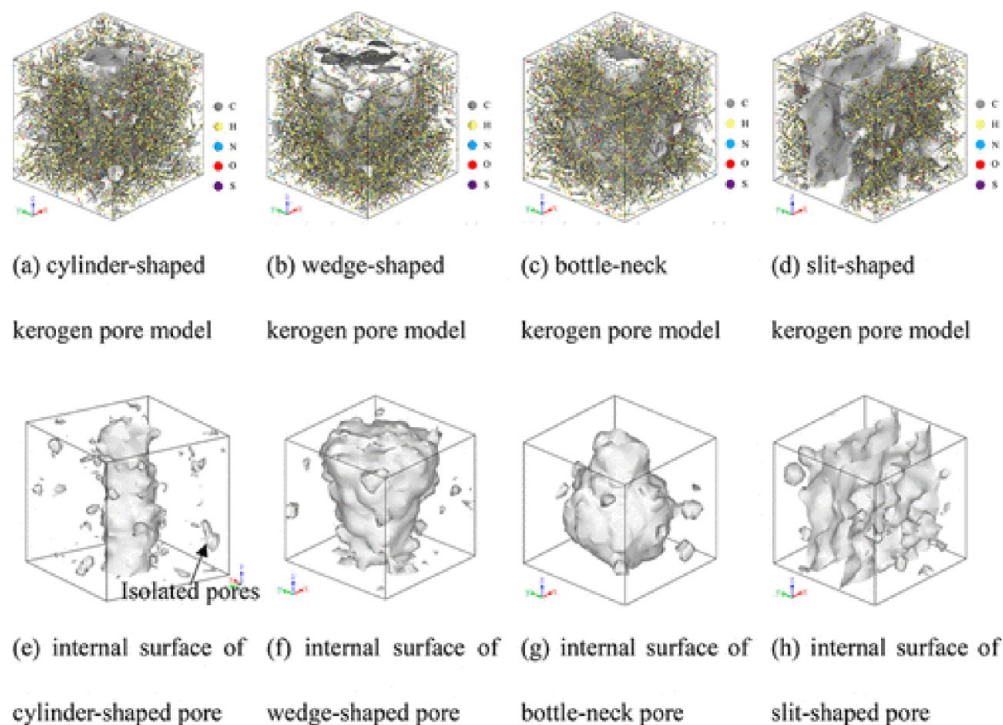 C
H
N
O
S
C
H
N
O
S
C
H
N
O
S
C
H
N
O
S
(a) cylinder-shaped
kerogen pore model
(b) wedge-shaped
kerogen pore model
(c) bottle-neck
kerogen pore model
(d) slit-shaped
kerogen pore model
Isolated pores
(e) internal surface of
cylinder-shaped pore
(f) internal surface of
wedge-shaped pore
(g) internal surface of
bottle-neck pore
(h) internal surface of
slit-shaped pore